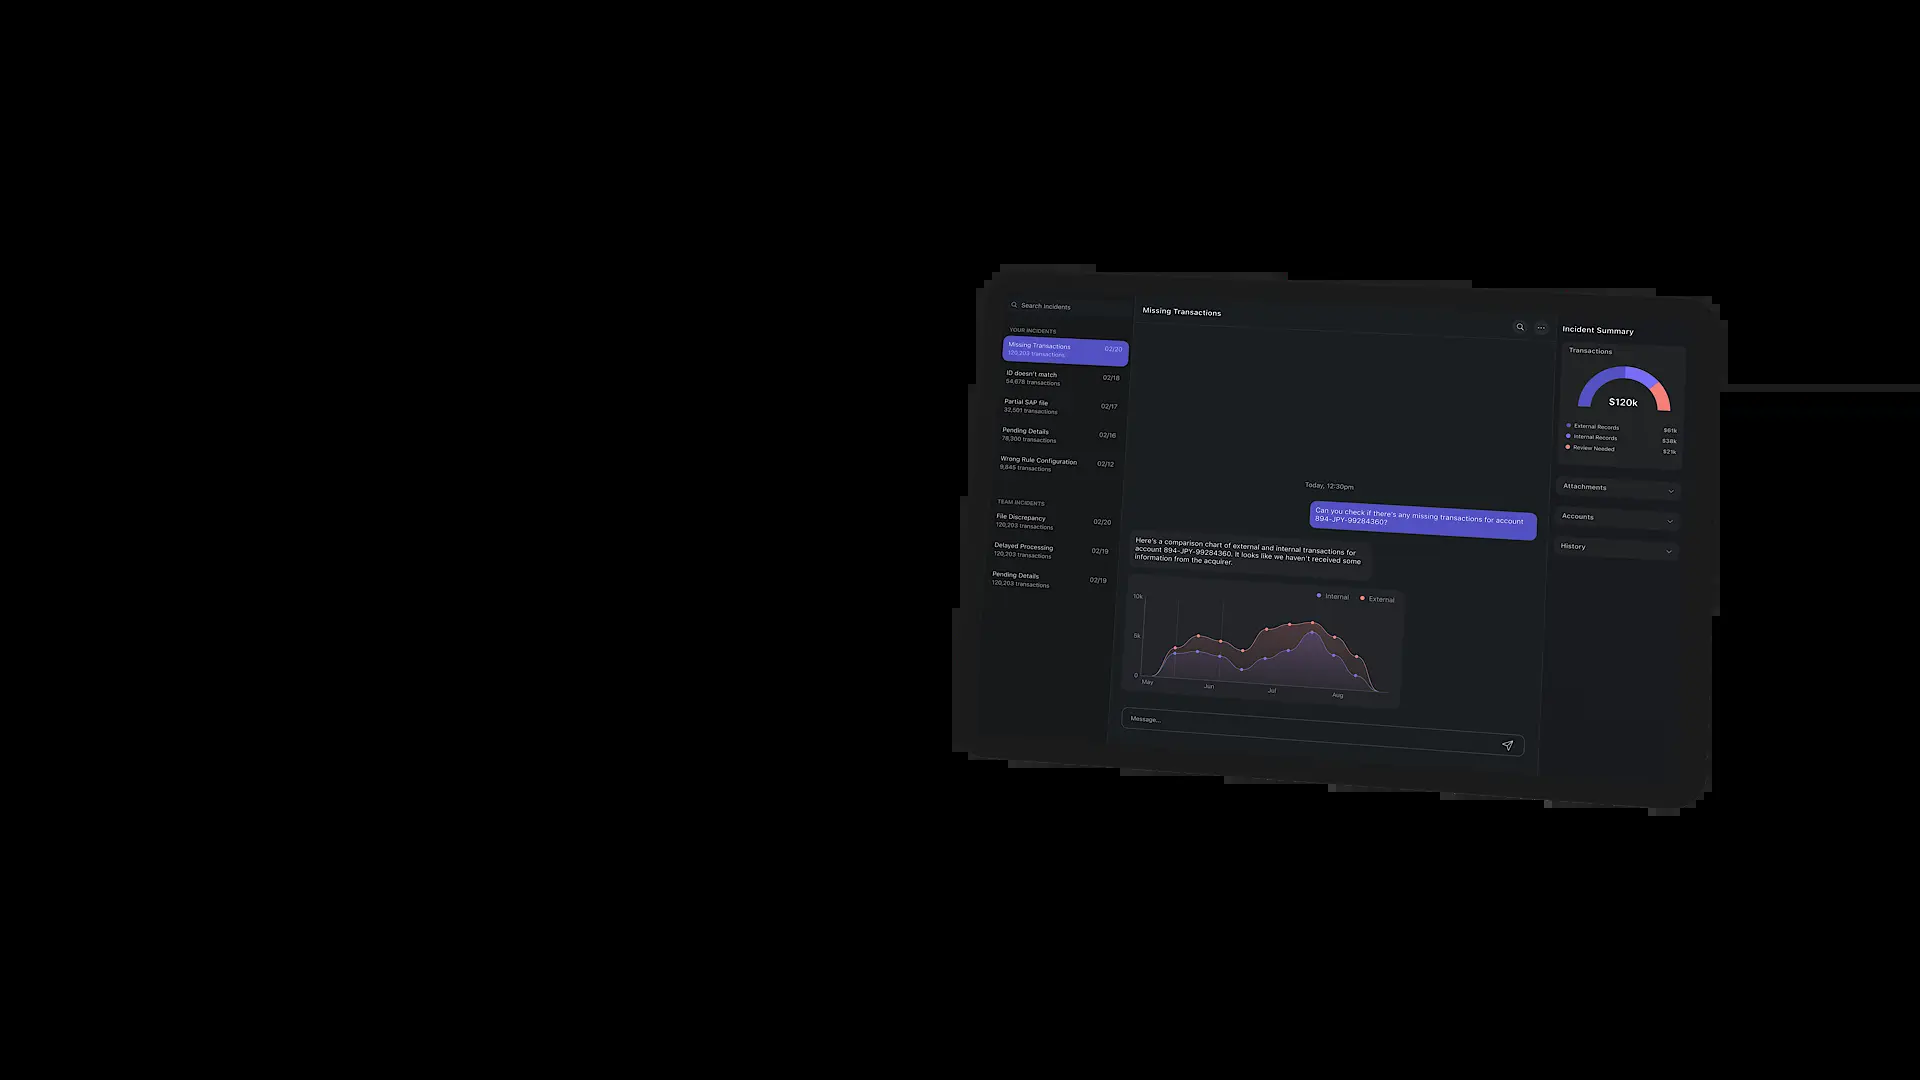 Search Incidents
YOUR INCIDENTS
Missing Transactions 02/20
120,203 transactions
ID doesn't match 02/18
54,678 transactions
Partial SAP file 02/17
32,501 transactions
Pending Details 02/16
78,300 transactions
Wrong Rule Configuration 02/12
9,845 transactions
TEAM INCIDENTS
File Discrepancy 02/20
120,203 transactions
Delayed Processing 02/19
120,203 transactions
Pending Details 02/19
120,203 transactions
Missing Transactions
Today, 12:30pm
Can you check if there's any missing transactions for account
894-JPY-99284360?
Here's a comparison chart of external and internal transactions for
account 894-JPY-99284360. It looks like we haven't received some
information from the acquirer.
Internal External
10k
5k
0
May Jun Jul Aug
Message...
Incident Summary
Transactions
$120k
External Records $61k
Internal Records $38k
Review Needed $21k
Attachments
Accounts
History